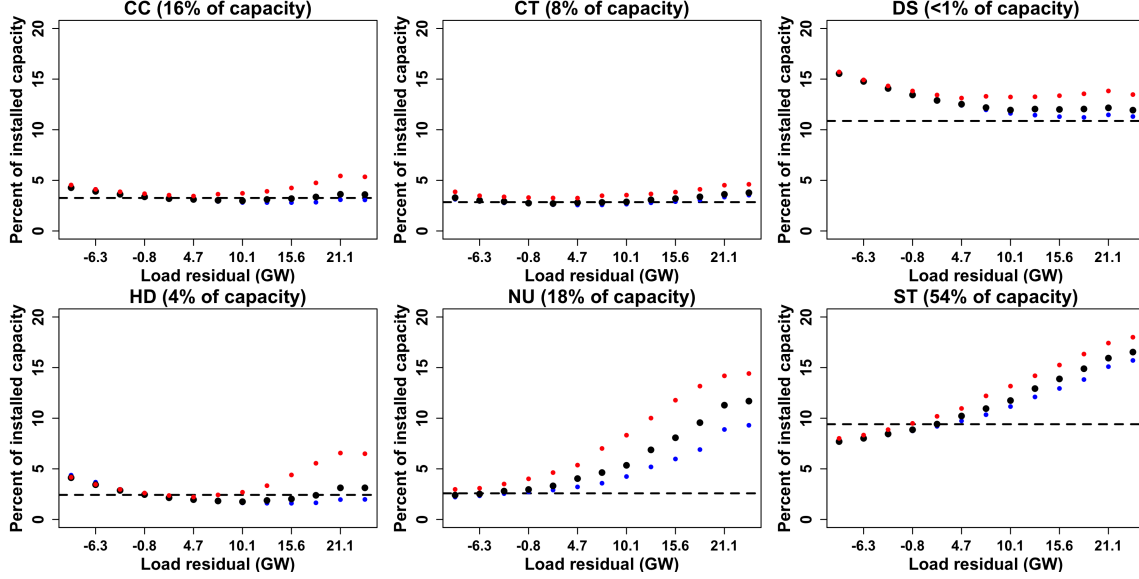 CC (16% of capacity)
Percent of installed capacity
20
15
10
5
0
-6.3 -0.8 4.7 10.1 15.6 21.1
Load residual (GW)
CT (8% of capacity)
Percent of installed capacity
20
15
10
5
0
-6.3 -0.8 4.7 10.1 15.6 21.1
Load residual (GW)
DS (<1% of capacity)
Percent of installed capacity
20
15
10
5
0
-6.3 -0.8 4.7 10.1 15.6 21.1
Load residual (GW)
HD (4% of capacity)
Percent of installed capacity
20
15
10
5
0
-6.3 -0.8 4.7 10.1 15.6 21.1
Load residual (GW)
NU (18% of capacity)
Percent of installed capacity
20
15
10
5
0
-6.3 -0.8 4.7 10.1 15.6 21.1
Load residual (GW)
ST (54% of capacity)
Percent of installed capacity
20
15
10
5
0
-6.3 -0.8 4.7 10.1 15.6 21.1
Load residual (GW)